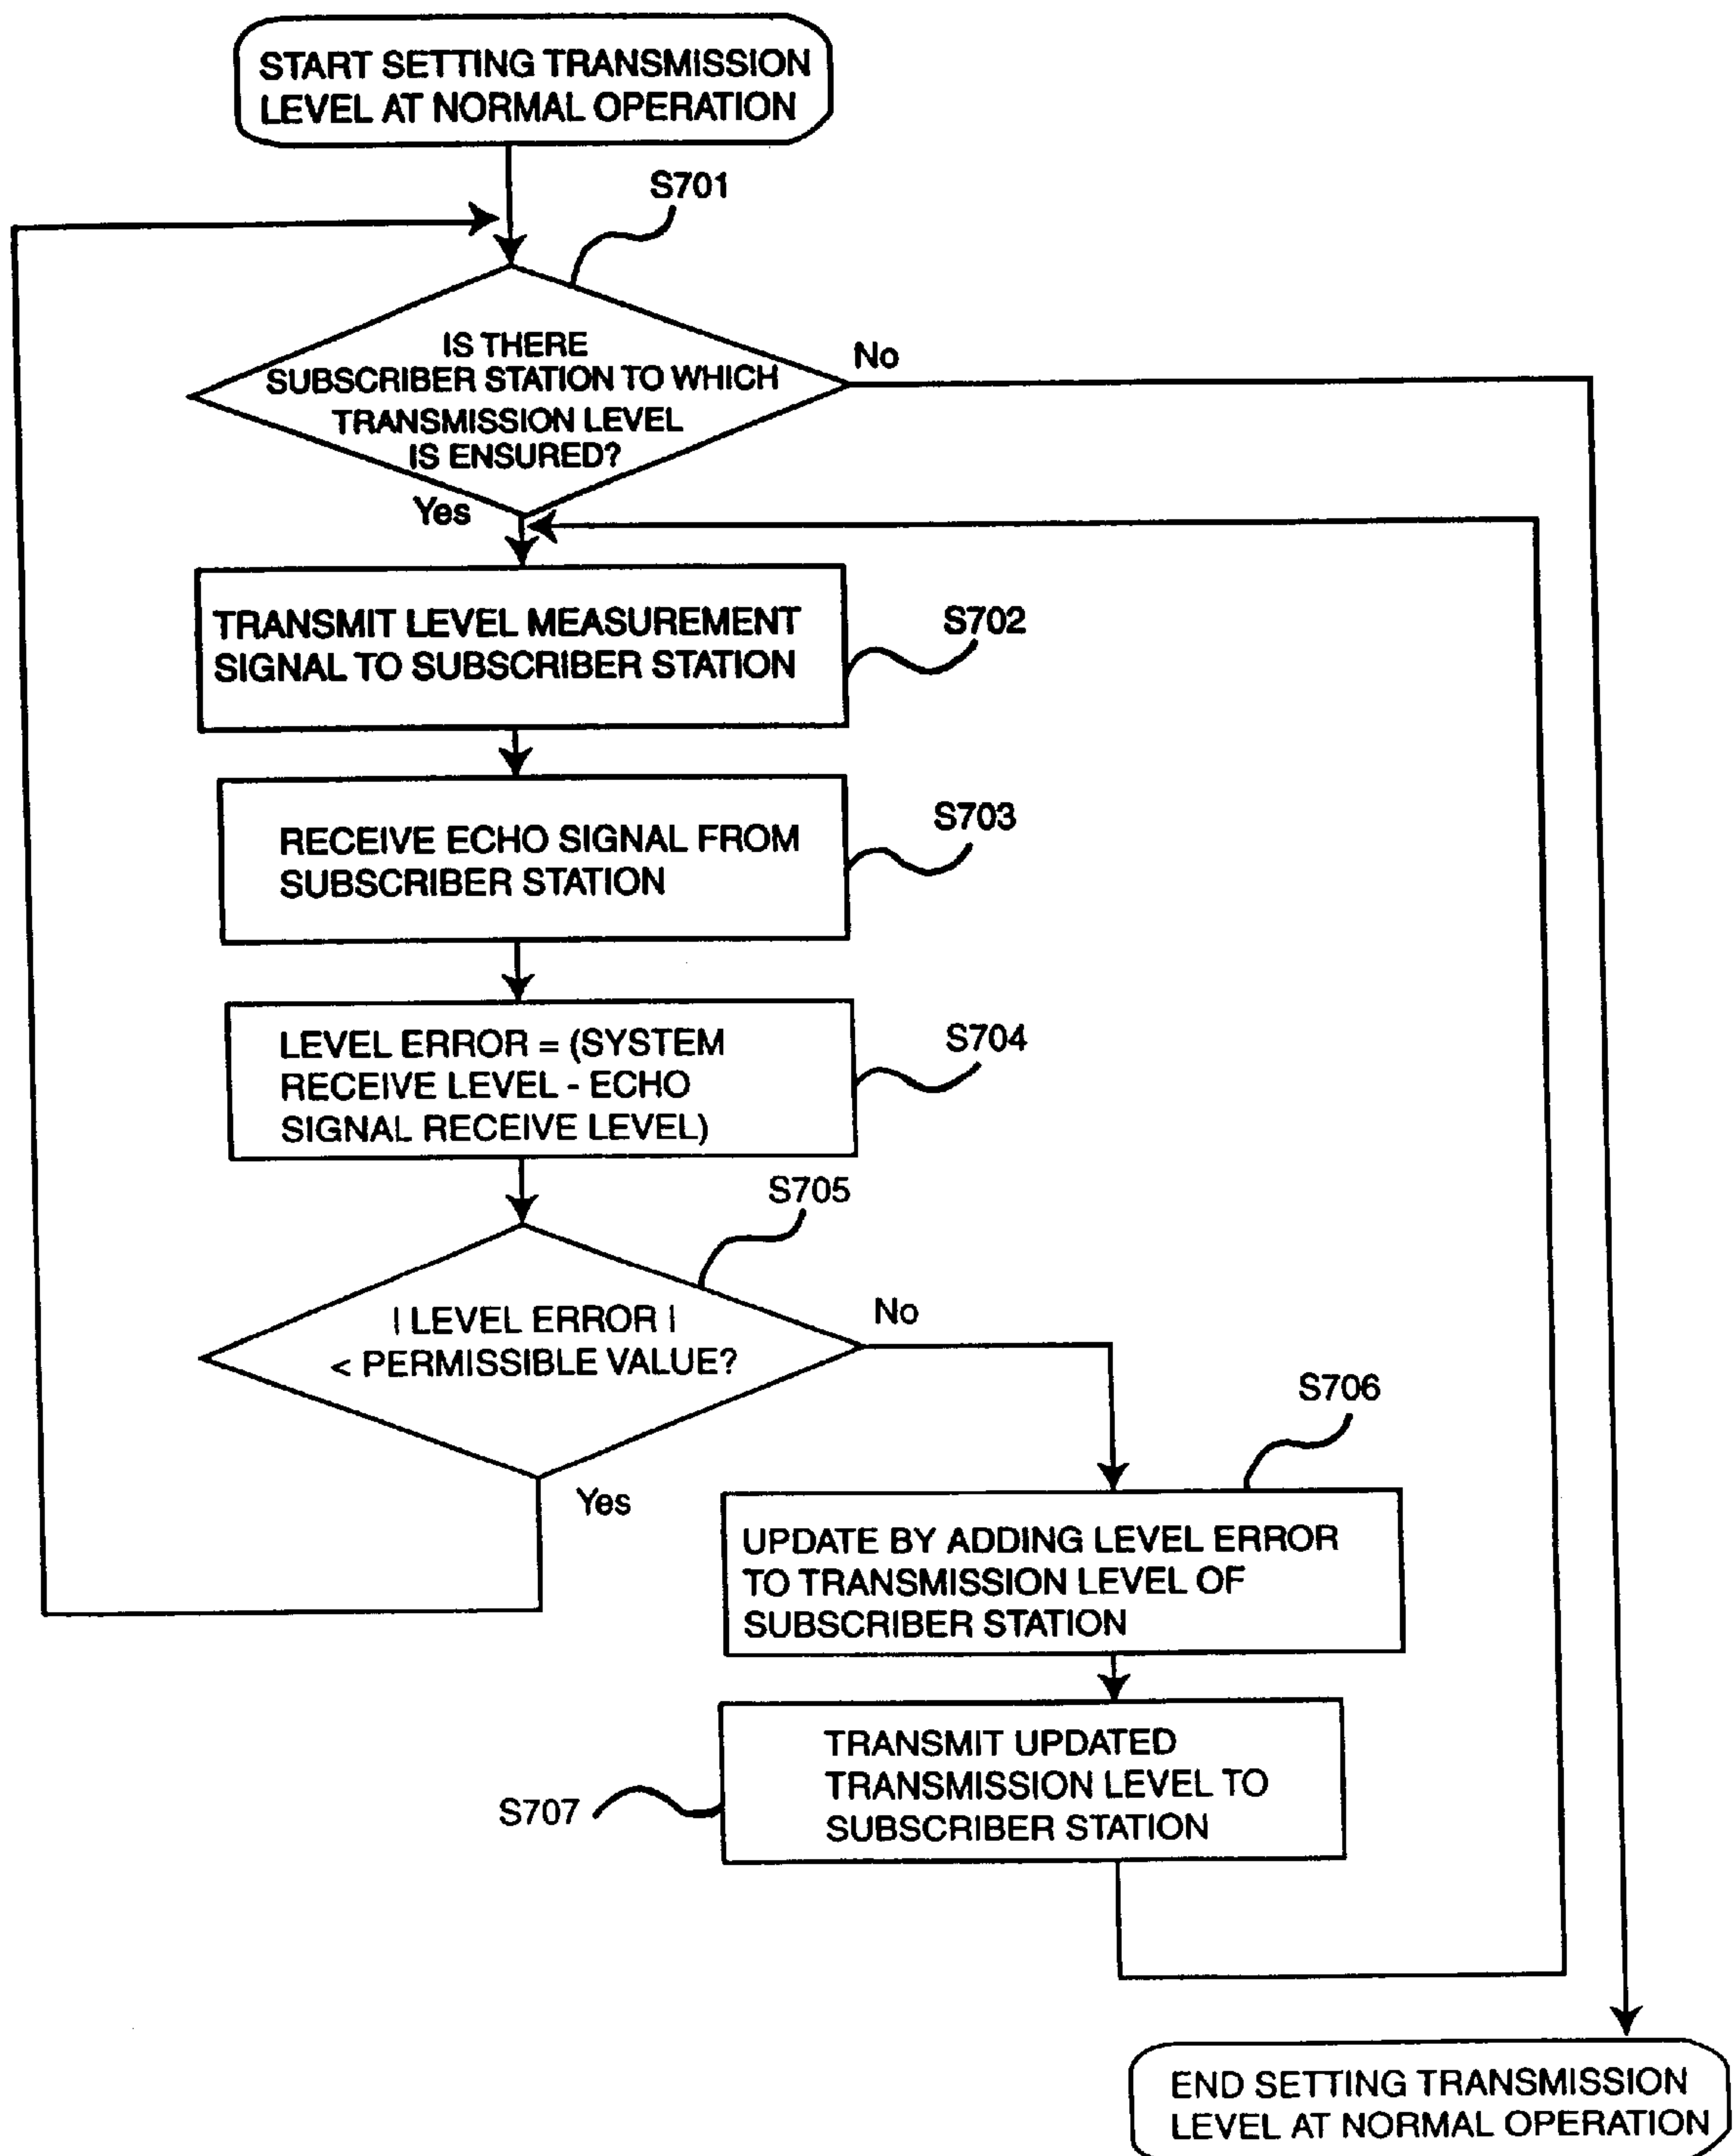 START SETTING TRANSMISSION
LEVEL AT NORMAL OPERATION
S701
IS THERE
SUBSCRIBER STATION TO WHICH
TRANSMISSION LEVEL
IS ENSURED?
No
Yes
TRANSMIT LEVEL MEASUREMENT
SIGNAL TO SUBSCRIBER STATION
S702
RECEIVE ECHO SIGNAL FROM
SUBSCRIBER STATION
S703
LEVEL ERROR = (SYSTEM
RECEIVE LEVEL - ECHO
SIGNAL RECEIVE LEVEL)
S704
S705
| LEVEL ERROR |
< PERMISSIBLE VALUE?
No
Yes
S706
UPDATE BY ADDING LEVEL ERROR
TO TRANSMISSION LEVEL OF
SUBSCRIBER STATION
TRANSMIT UPDATED
TRANSMISSION LEVEL TO
SUBSCRIBER STATION
S707
END SETTING TRANSMISSION
LEVEL AT NORMAL OPERATION